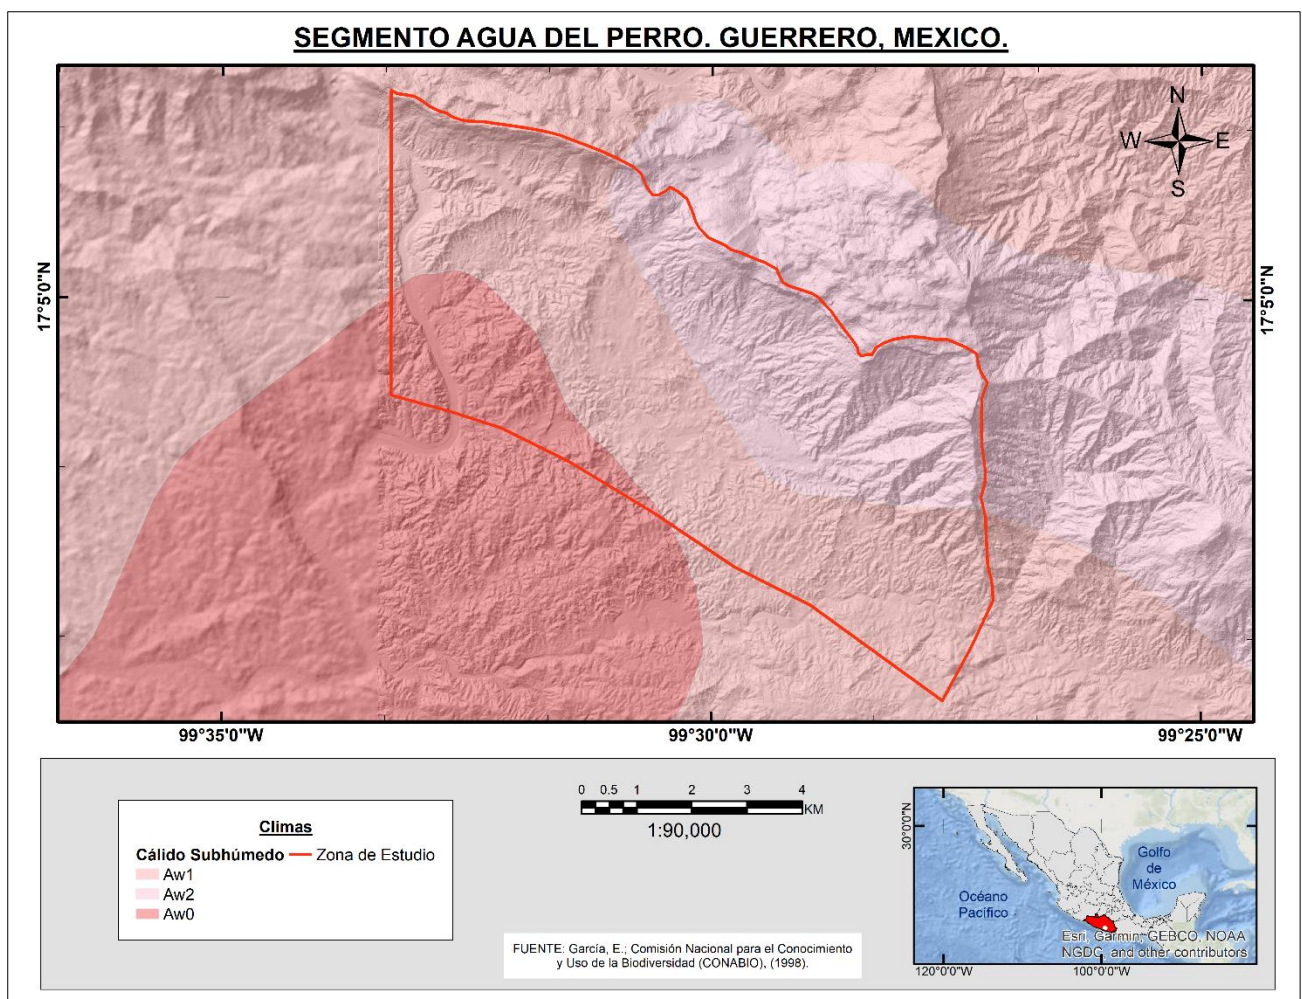 SEGMENTO AGUA DEL PERRO. GUERRERO, MEXICO.
N
W E
S
17°5'0"N
17°5'0"N
99°35'0"W
99°30'0"W
99°25'0"W
Climas
Cálido Subhúmedo
Zona de Estudio
Aw1
Aw2
Aw0
0 0.5 1 2 3 4
KM
1:90,000
FUENTE: García, E.; Comisión Nacional para el Conocimiento
y Uso de la Biodiversidad (CONABIO), (1998).
30°0'0"N
Golfo
de
México
Océano
Pacífico
Esri, Garmin, GEBCO, NOAA
NGDC, and other contributors
120°0'0"W
100°0'0"W